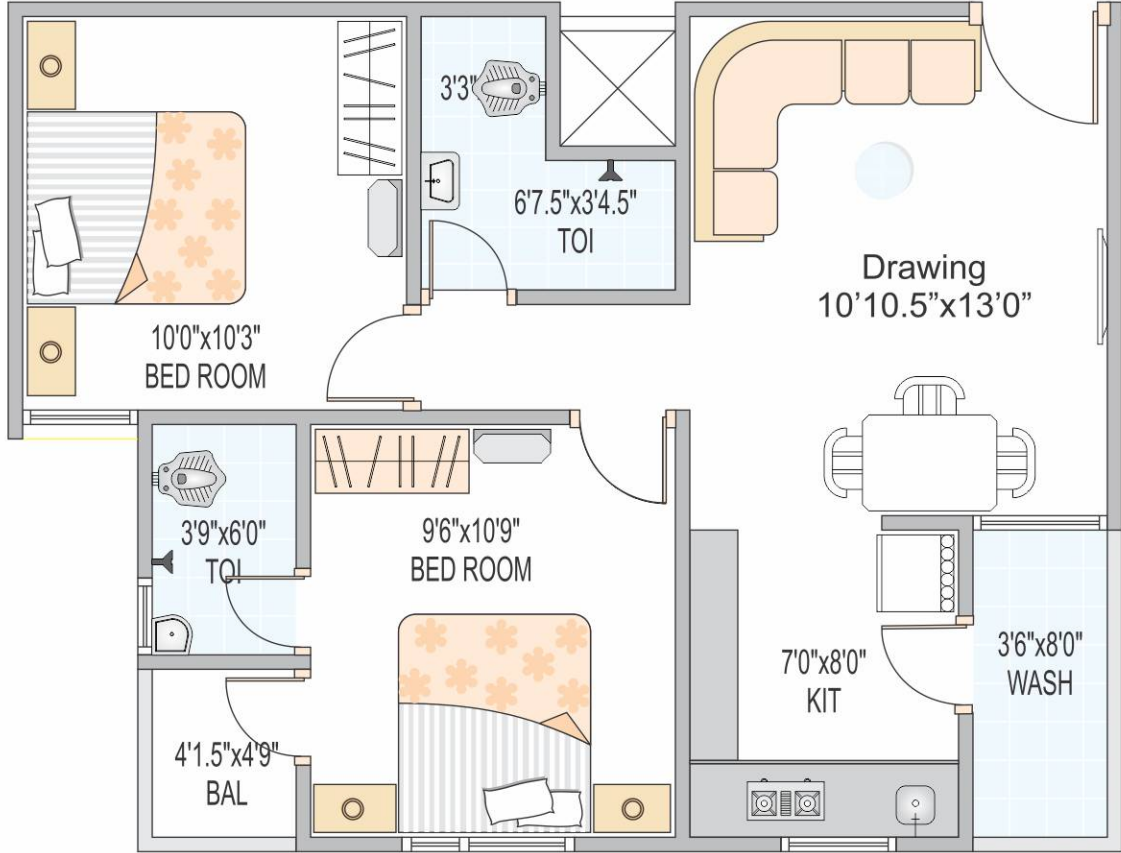 3'3"
6'7.5"x3'4.5"
TOI
Drawing
10’10.5”x13’0”
10'0"x10'3"
BED ROOM
3'9"x6'0"
TOI
9'6"x10'9"
BED ROOM
7'0"x8'0"
KIT
3'6"x8'0"
WASH
4'1.5"x4'9"
BAL